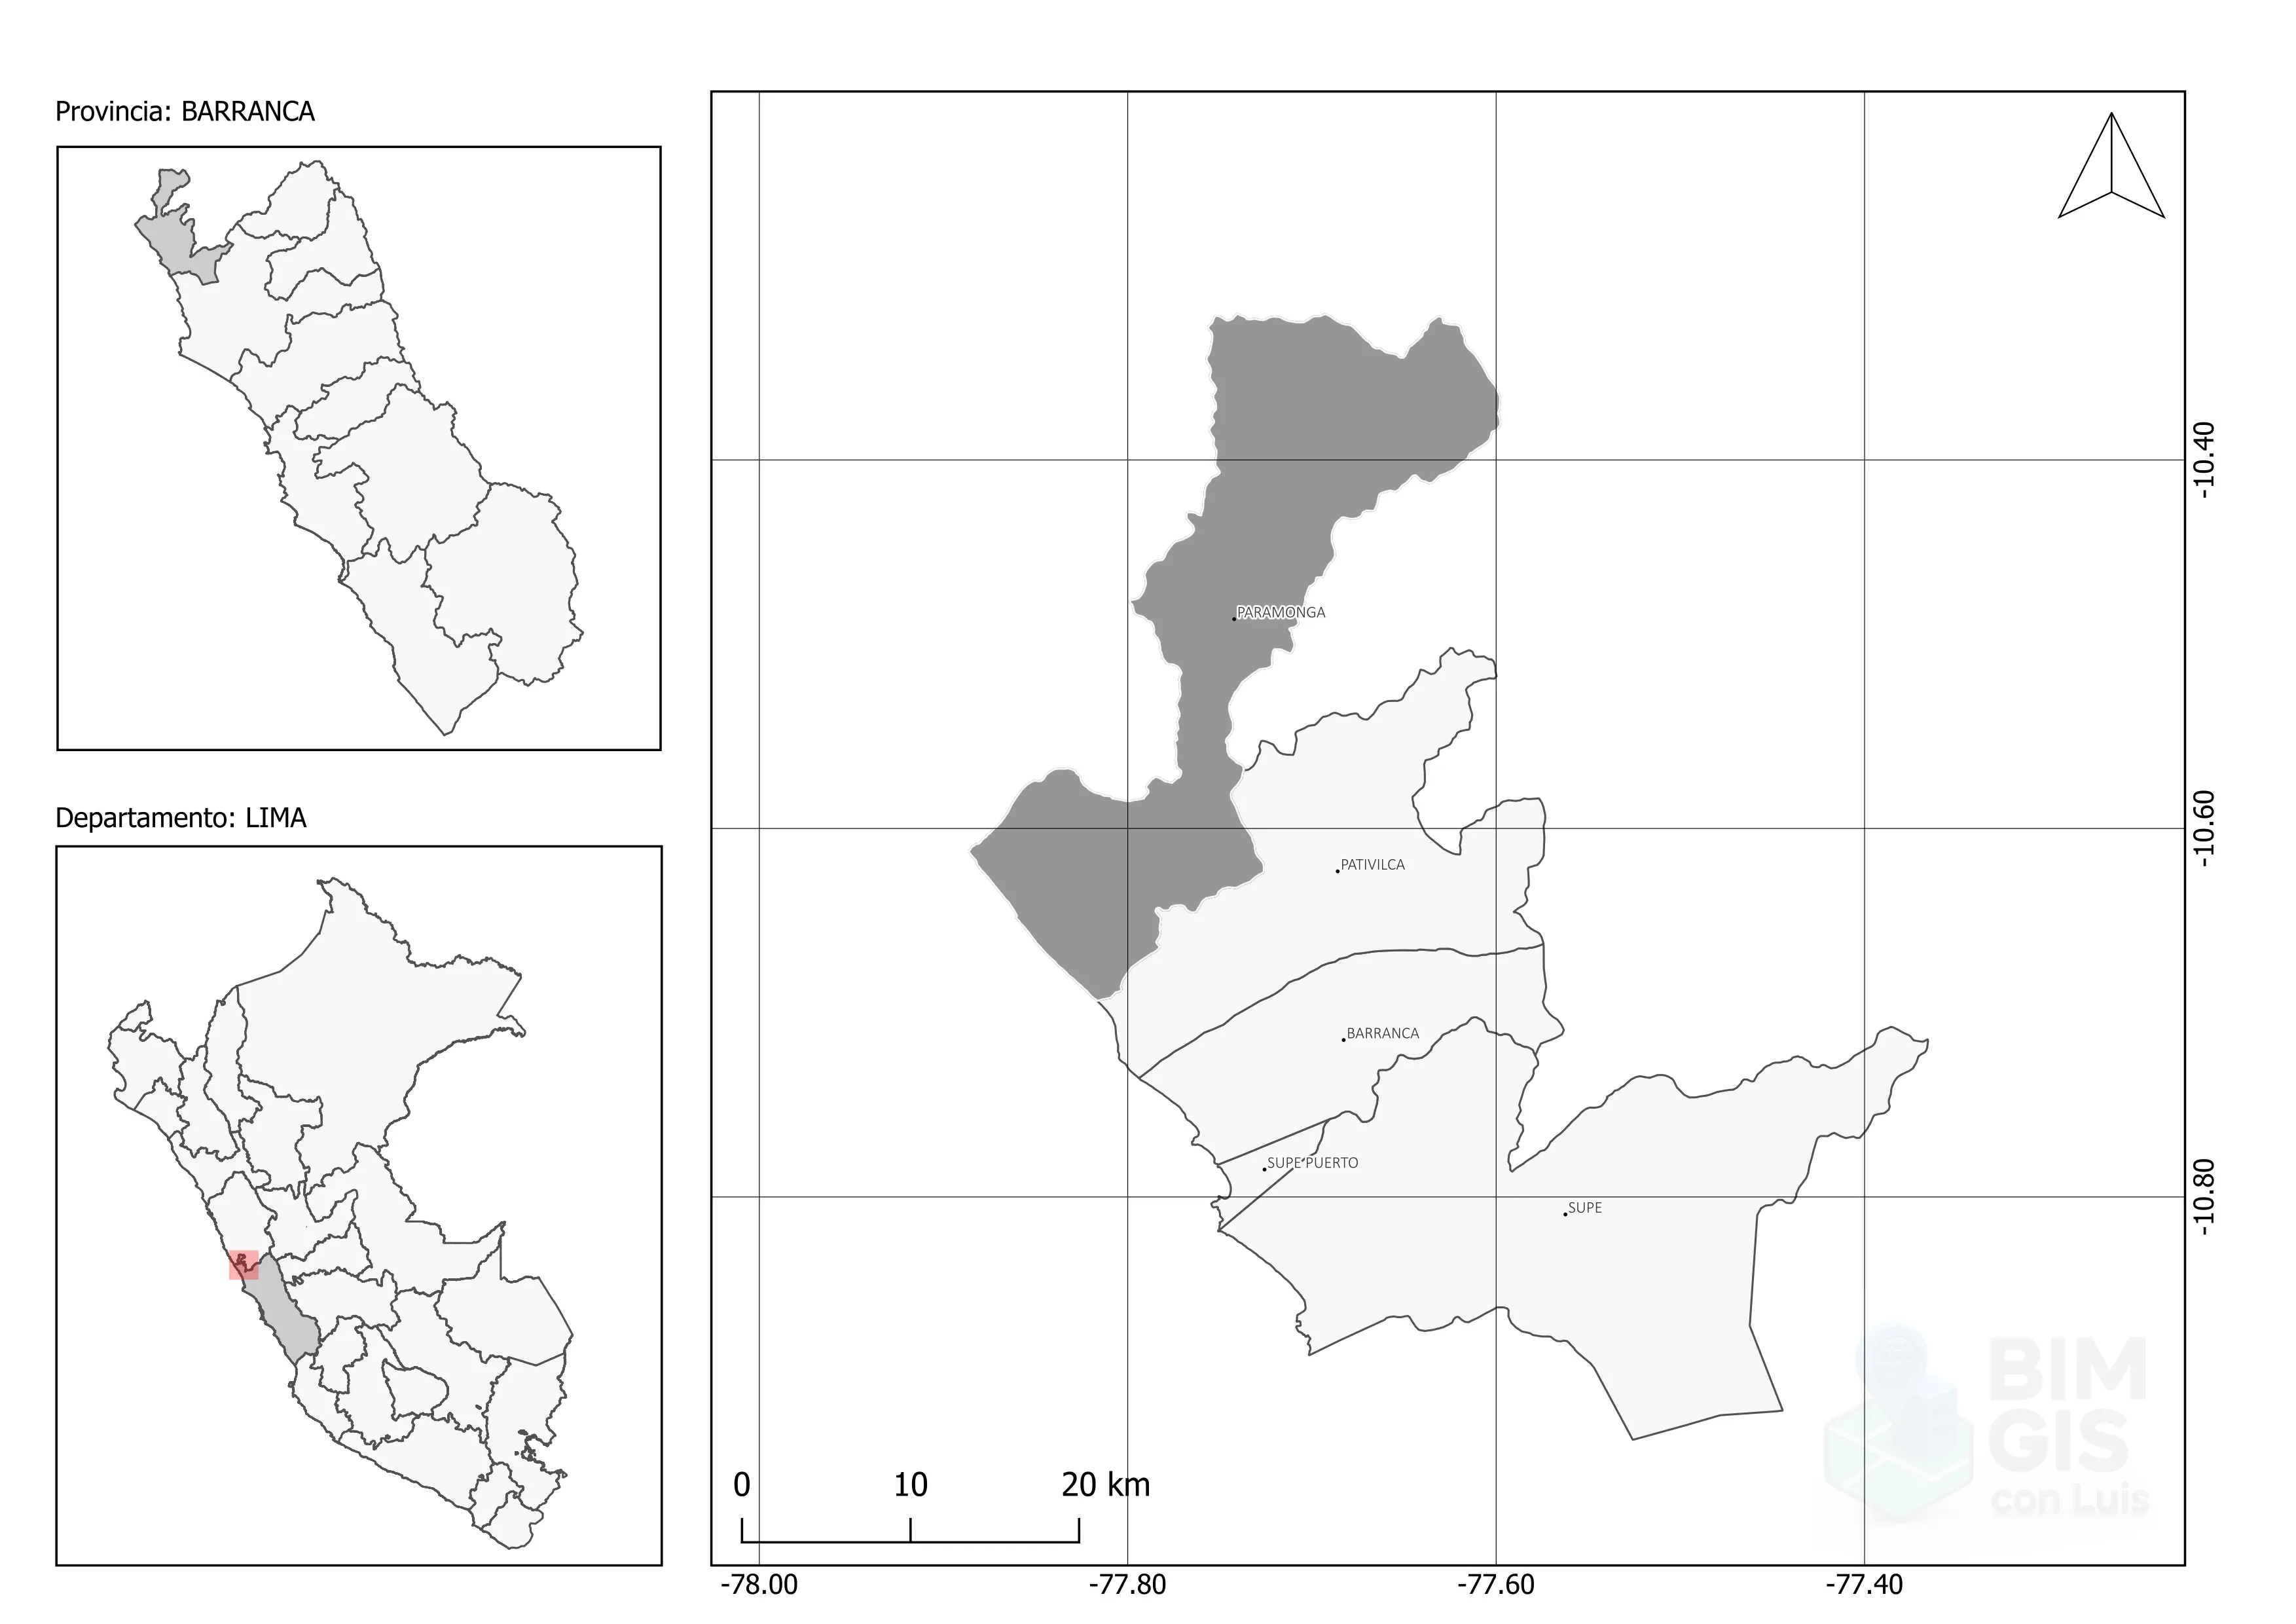 Provincia: BARRANCA
Departamento: LIMA
PARAMONGA
PATIVILCA
BARRANCA
SUPE PUERTO
SUPE
-10.40
-10.60
-10.80
0 10 20 km
-78.00 -77.80 -77.60 -77.40
BIM
GIS
con Luis